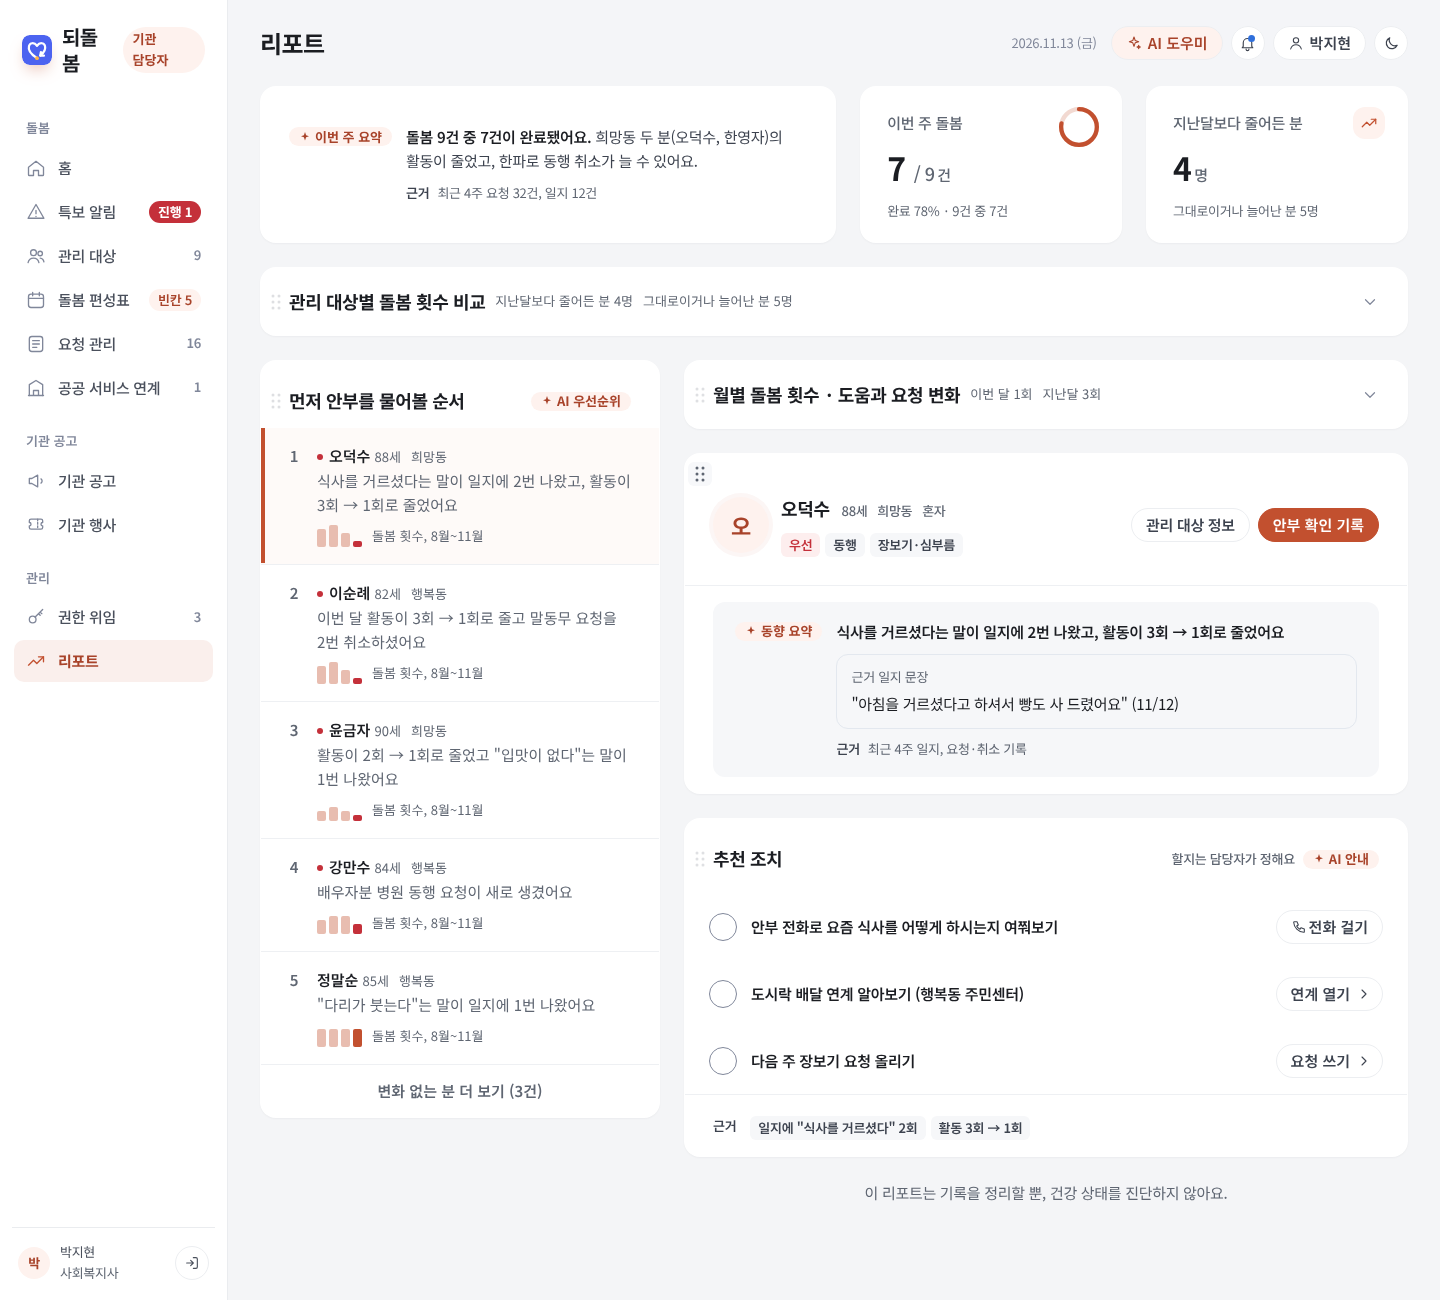 되돌봄
기관 담당자
돌봄
홈
특보 알림
진행 1
관리 대상
9
돌봄 편성표
빈칸 5
요청 관리
16
공공 서비스 연계
1
기관 공고
기관 공고
기관 행사
관리
권한 위임
3
리포트
박
박지현
사회복지사
리포트
2026.11.13 (금)
AI 도우미
박지현
이번 주 요약
돌봄 9건 중 7건이 완료됐어요. 희망동 두 분(오덕수, 한영자)의
활동이 줄었고, 한파로 동행 취소가 늘 수 있어요.
근거 최근 4주 요청 32건, 일지 12건
이번 주 돌봄
7 / 9 건
완료 78% · 9건 중 7건
지난달보다 줄어든 분
4 명
그대로이거나 늘어난 분 5명
관리 대상별 돌봄 횟수 비교 지난달보다 줄어든 분 4명 그대로이거나 늘어난 분 5명
먼저 안부를 물어볼 순서
AI 우선순위
1 오덕수 88세 희망동
식사를 거르셨다는 말이 일지에 2번 나왔고, 활동이
3회 → 1회로 줄었어요
돌봄 횟수, 8월~11월
2 이순례 82세 행복동
이번 달 활동이 3회 → 1회로 줄고 말동무 요청을
2번 취소하셨어요
돌봄 횟수, 8월~11월
3 윤금자 90세 희망동
활동이 2회 → 1회로 줄었고 "입맛이 없다"는 말이
1번 나왔어요
돌봄 횟수, 8월~11월
4 강만수 84세 행복동
배우자분 병원 동행 요청이 새로 생겼어요
돌봄 횟수, 8월~11월
5 정말순 85세 행복동
"다리가 붓는다"는 말이 일지에 1번 나왔어요
돌봄 횟수, 8월~11월
변화 없는 분 더 보기 (3건)
월별 돌봄 횟수 · 도움과 요청 변화 이번 달 1회 지난달 3회
오
오덕수 88세 희망동 혼자
우선 동행 장보기·심부름
관리 대상 정보
안부 확인 기록
동향 요약
식사를 거르셨다는 말이 일지에 2번 나왔고, 활동이 3회 → 1회로 줄었어요
근거 일지 문장
"아침을 거르셨다고 하셔서 빵도 사 드렸어요" (11/12)
근거 최근 4주 일지, 요청·취소 기록
추천 조치
할지는 담당자가 정해요
AI 안내
안부 전화로 요즘 식사를 어떻게 하시는지 여쭤보기
전화 걸기
도시락 배달 연계 알아보기 (행복동 주민센터)
연계 열기
다음 주 장보기 요청 올리기
요청 쓰기
근거 일지에 "식사를 거르셨다" 2회 활동 3회 → 1회
이 리포트는 기록을 정리할 뿐, 건강 상태를 진단하지 않아요.